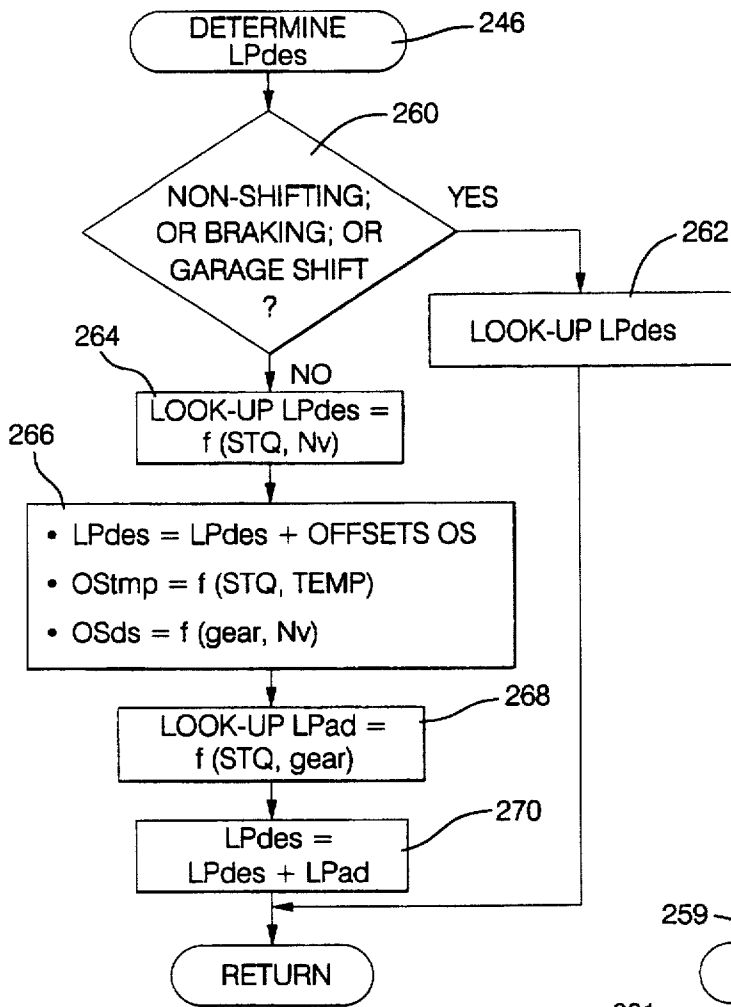 DETERMINE
LPdes
246
260
NON-SHIFTING;
OR BRAKING; OR
GARAGE SHIFT
?
YES
262
LOOK-UP LPdes
264
NO
LOOK-UP LPdes =
f (STQ, Nv)
266
• LPdes = LPdes + OFFSETS OS
• OStmp = f (STQ, TEMP)
• OSds = f (gear, Nv)
268
LOOK-UP LPad =
f (STQ, gear)
270
LPdes =
LPdes + LPad
259
RETURN